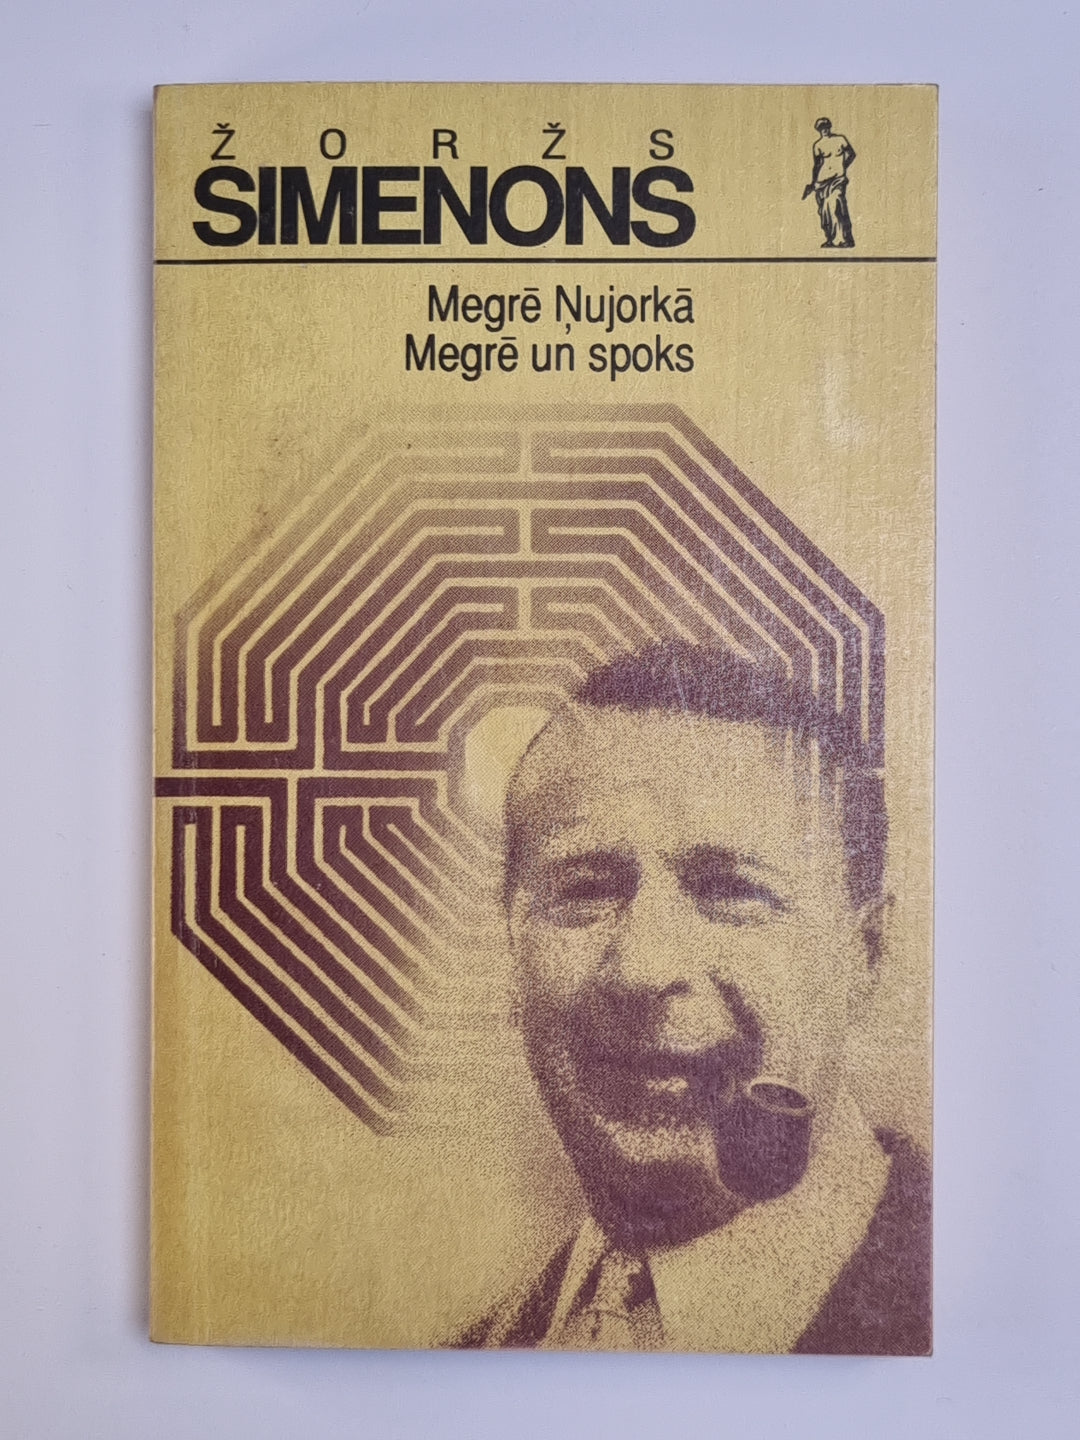 ŽORŽS
SIMENONS
Megrē Ņujorkā
Megrē un spoks